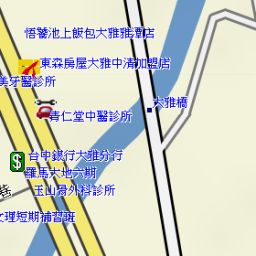 悟饕池上飯包大雅雅潭店
東森房屋大雅中清加盟店
美牙醫診所
大雅橋
青仁堂中醫診所
台中銀行大雅分行
羅馬大地六期
巷
玉山骨外科診所
文理短期補習班